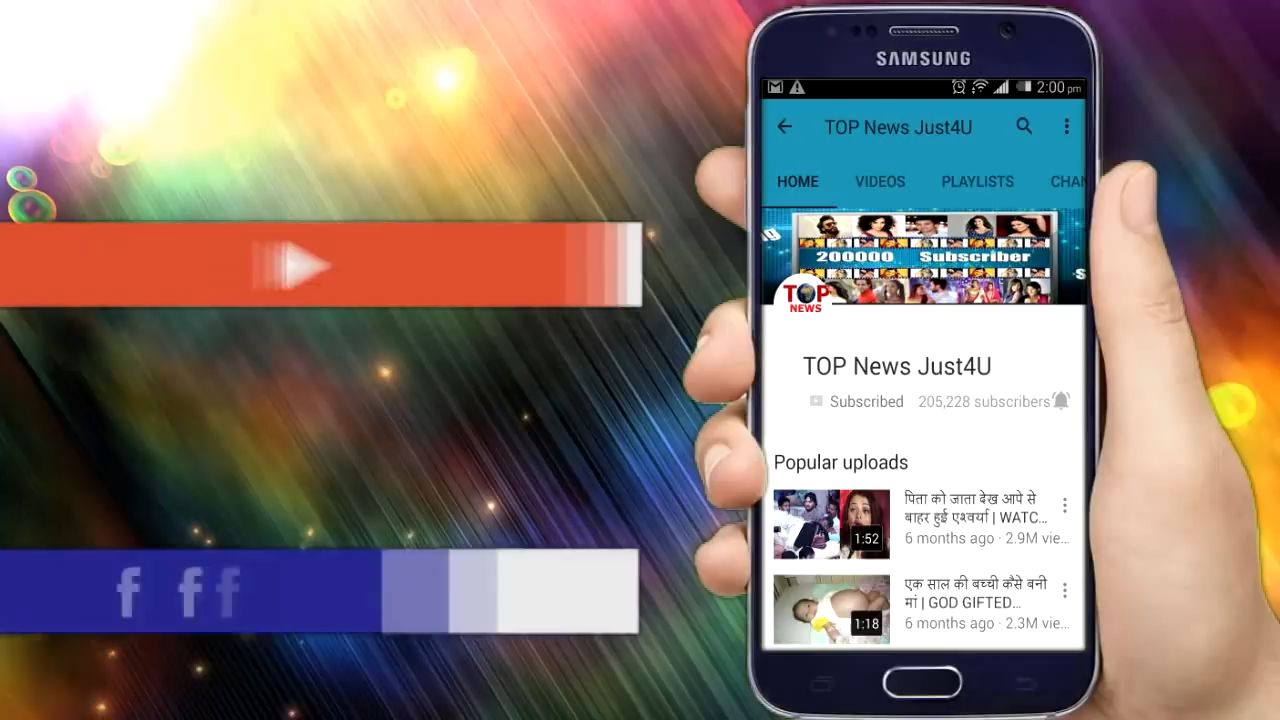 SAMSUNG
2:00 pm
TOP News Just4U
HOME VIDEOS PLAYLISTS CHAN
200000 Subscriber
TOP
NEWS
TOP News Just4U
Subscribed 205,228 subscribers
Popular uploads
पिता को जाता देख आपे से
बाहर हुई एश्वर्या | WATC...
6 months ago · 2.9M vie...
1:52
एक साल की बच्ची कैसे बनी
मां | GOD GIFTED...
6 months ago · 2.3M vie...
1:18
f f f